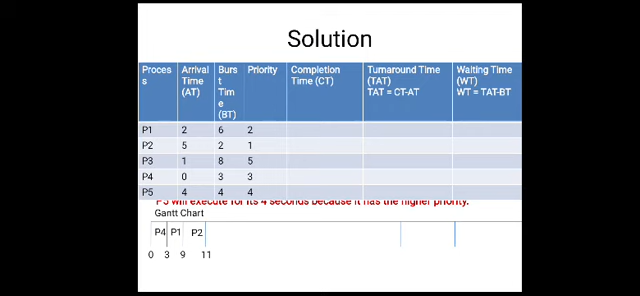 Solution
Proces Arrival Burs Priority Completion Turnaround Time Waiting Time
s Time t Time (CT) (TAT) (WT)
(AT) Tim TAT = CT-AT WT = TAT-BT
e
(BT)
P1 2 6 2
P2 5 2 1
P3 1 8 5
P4 0 3 3
P5 4 4 4
P5 will execute for its 4 seconds because it has the higher priority.
Gantt Chart
P4 P1 P2
0 3 9 11